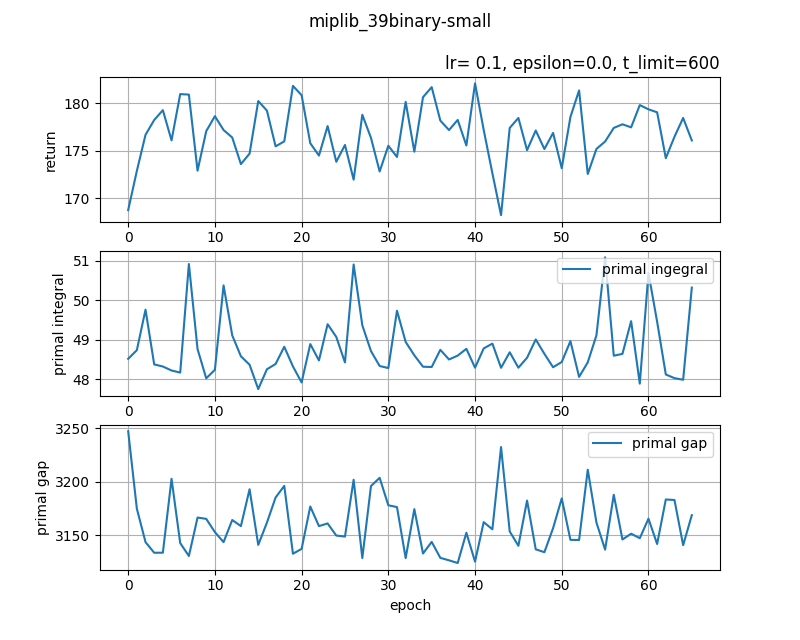 miplib_39binary-small
lr= 0.1, epsilon=0.0, t_limit=600
return
180
175
170
0 10 20 30 40 50 60
primal integral
51
50
49
48
primal ingegral
0 10 20 30 40 50 60
primal gap
3250
3200
3150
primal gap
0 10 20 30 40 50 60
epoch